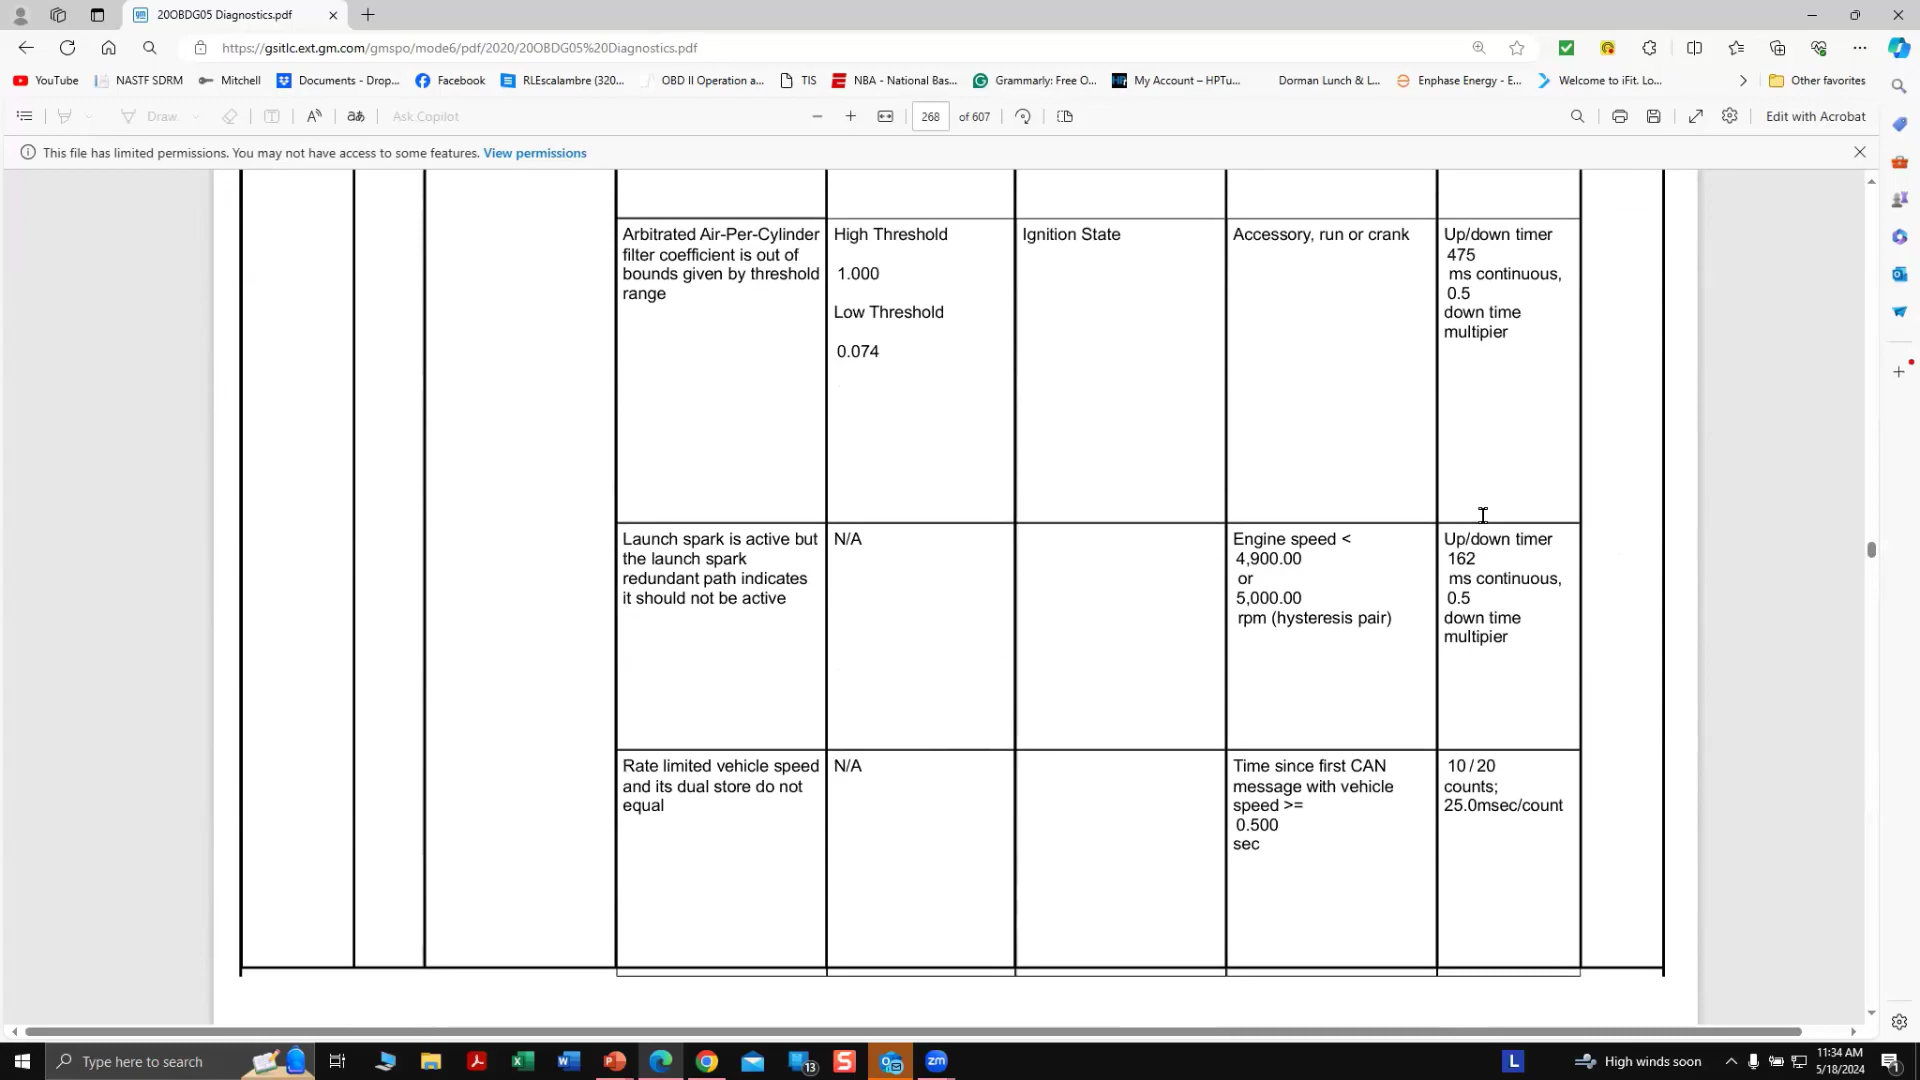 20OBDG05 Diagnostics.pdf
https://gsitlc.ext.gm.com/gmspo/mode6/pdf/2020/20OBDG05%20Diagnostics.pdf
YouTube
NASTF SDRM
Mitchell
Documents - Drop...
Facebook
RLEscalambre (320...
OBD II Operation a...
TIS
NBA - National Bas...
Grammarly: Free O...
My Account – HPTu...
Dorman Lunch & L...
Enphase Energy - E...
Welcome to iFit. Lo...
Other favorites
Draw
Ask Copilot
268 of 607
Edit with Acrobat
This file has limited permissions. You may not have access to some features. View permissions
Arbitrated Air-Per-Cylinder
filter coefficient is out of
bounds given by threshold
range
High Threshold
1.000
Low Threshold
0.074
Ignition State
Accessory, run or crank
Up/down timer
475
ms continuous,
0.5
down time
multipier
Launch spark is active but
the launch spark
redundant path indicates
it should not be active
N/A
Engine speed <
4,900.00
or
5,000.00
rpm (hysteresis pair)
Up/down timer
162
ms continuous,
0.5
down time
multipier
Rate limited vehicle speed
and its dual store do not
equal
N/A
Time since first CAN
message with vehicle
speed >=
0.500
sec
10 / 20
counts;
25.0msec/count
Type here to search
13
zm
L
High winds soon
11:34 AM
5/18/2024
1